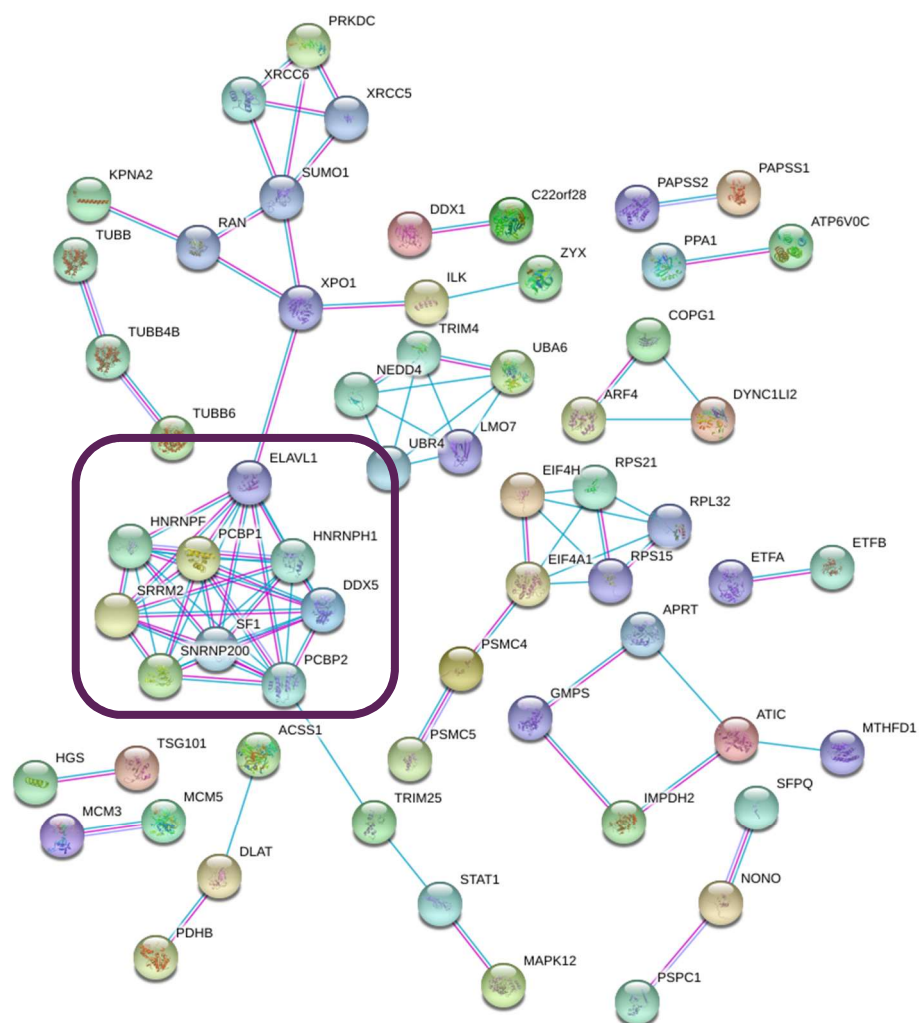 PRKDC
XRCC6
XRCC5
KPNA2
SUMO1
PAPSS2
PAPSS1
DDX1
C22orf28
RAN
TUBB
ATP6V0C
PPA1
ZYX
ILK
XPO1
COPG1
TUBB4B
TRIM4
UBA6
NEDD4
ARF4
DYNC1LI2
TUBB6
LMO7
UBR4
ELAVL1
EIF4H
RPS21
RPL32
HNRNPF
PCBP1
HNRNPH1
EIF4A1
RPS15
ETFA
ETFB
DDX5
SRRM2
SF1
APRT
SNRNP200
PCBP2
PSMC4
GMPS
ATIC
MTHFD1
ACSS1
PSMC5
HGS
TSG101
SFPQ
IMPDH2
MCM3
MCM5
TRIM25
DLAT
STAT1
NONO
PDHB
MAPK12
PSPC1